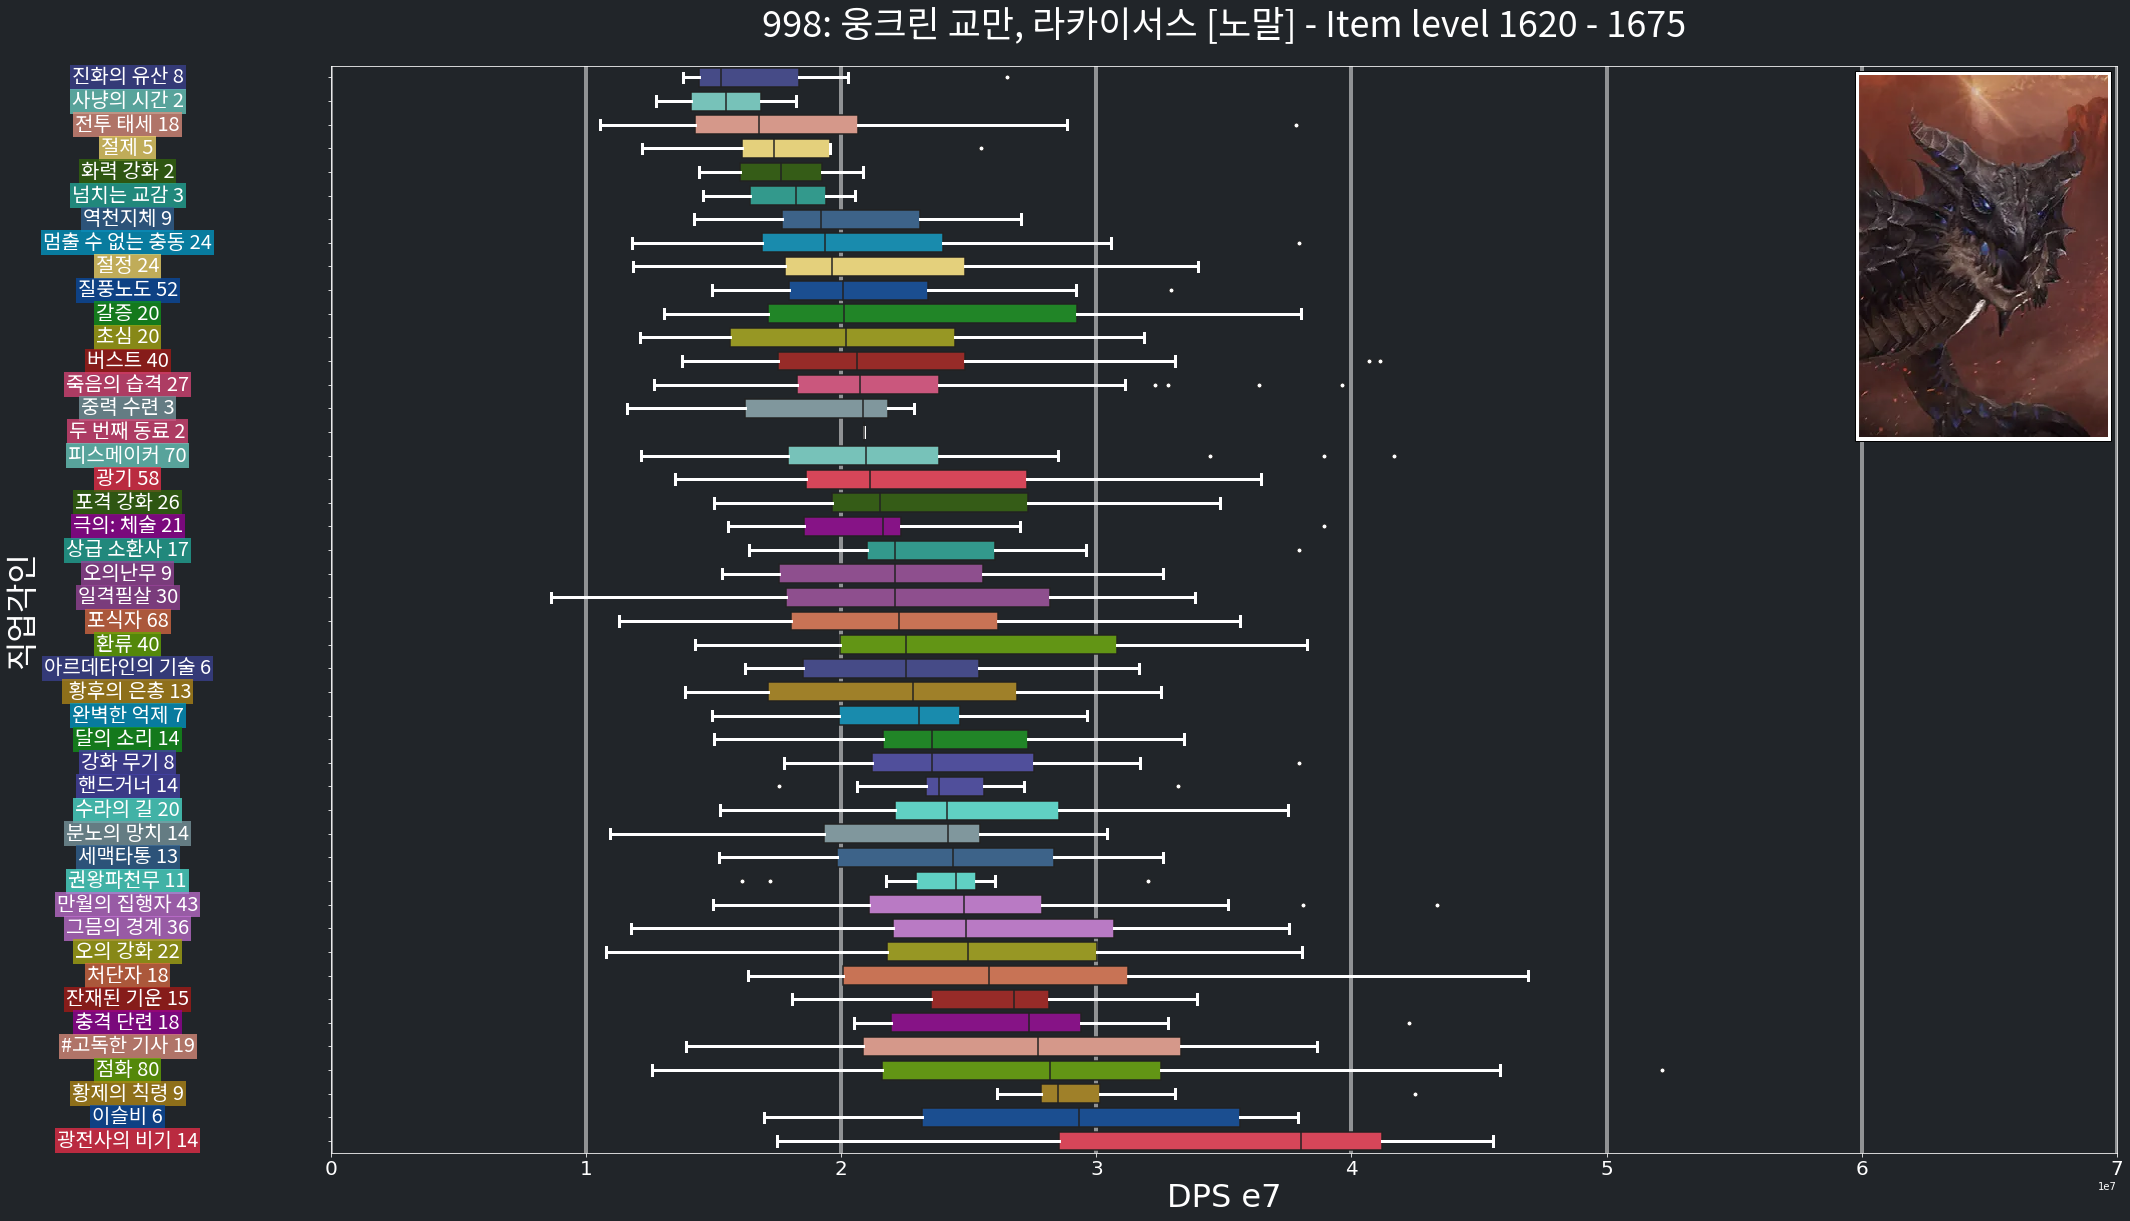 998: 웅크린 교만, 라카이서스 [노말] - Item level 1620 - 1675
진화의 유산 8
사냥의 시간 2
전투 태세 18
절제 5
화력 강화 2
넘치는 교감 3
역천지체 9
멈출 수 없는 충동 24
절정 24
질풍노도 52
갈증 20
초심 20
버스트 40
죽음의 습격 27
중력 수련 3
두 번째 동료 2
피스메이커 70
광기 58
포격 강화 26
극의: 체술 21
상급 소환사 17
오의난무 9
일격필살 30
포식자 68
환류 40
아르데타인의 기술 6
황후의 은총 13
완벽한 억제 7
달의 소리 14
강화 무기 8
핸드거너 14
수라의 길 20
분노의 망치 14
세맥타통 13
권왕파천무 11
만월의 집행자 43
그믐의 경계 36
오의 강화 22
처단자 18
잔재된 기운 15
충격 단련 18
#고독한 기사 19
점화 80
황제의 칙령 9
이슬비 6
광전사의 비기 14
직업각인
0 1 2 3 4 5 6 7
1e7
DPS e7